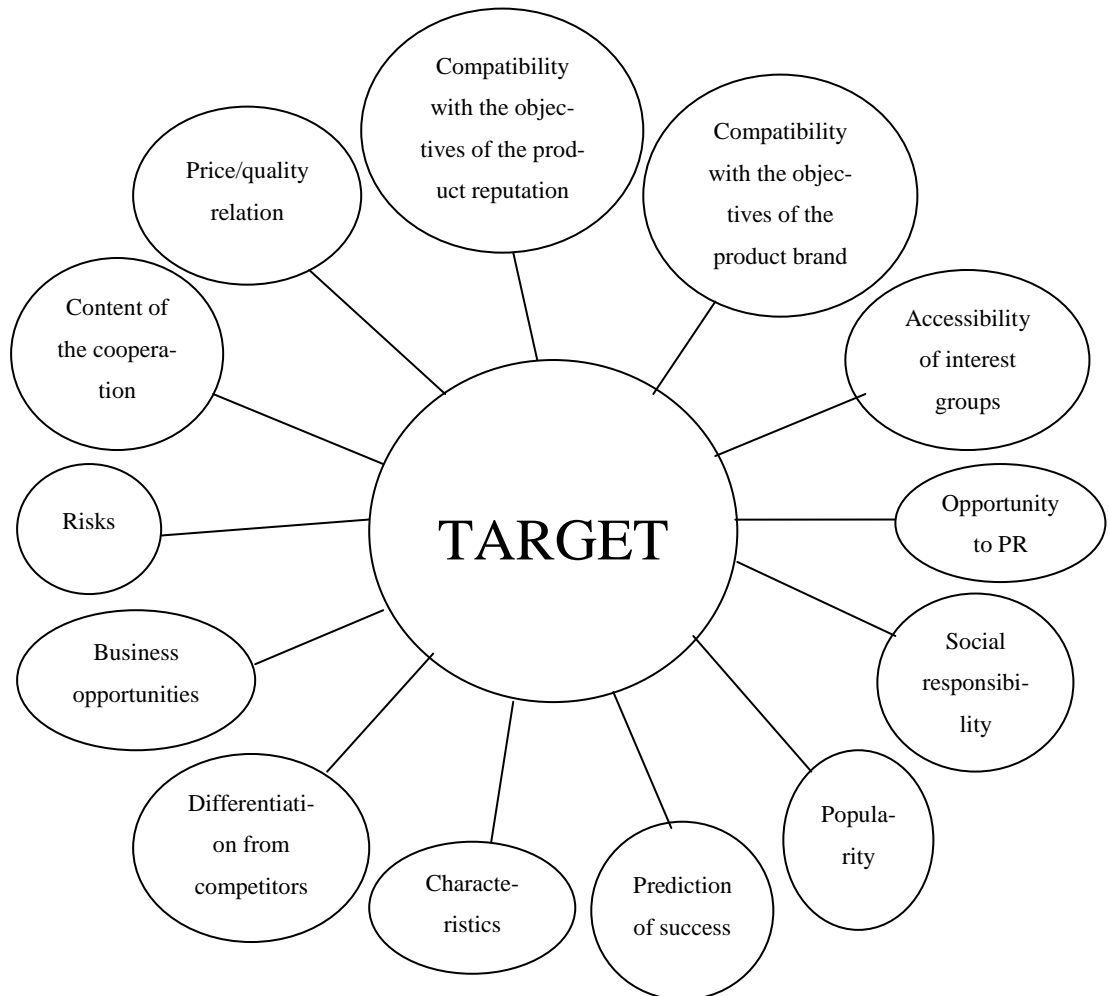 Compatibility
with the objec-
tives of the prod-
uct reputation
Compatibility
with the objec-
tives of the
product brand
Accessibility
of interest
groups
Opportunity
to PR
Social
responsibi-
lity
Popula-
rity
Prediction
of success
Characte-
ristics
Differentiati-
on from
competitors
Business
opportunities
Risks
Content of
the coopera-
tion
Price/quality
relation
TARGET